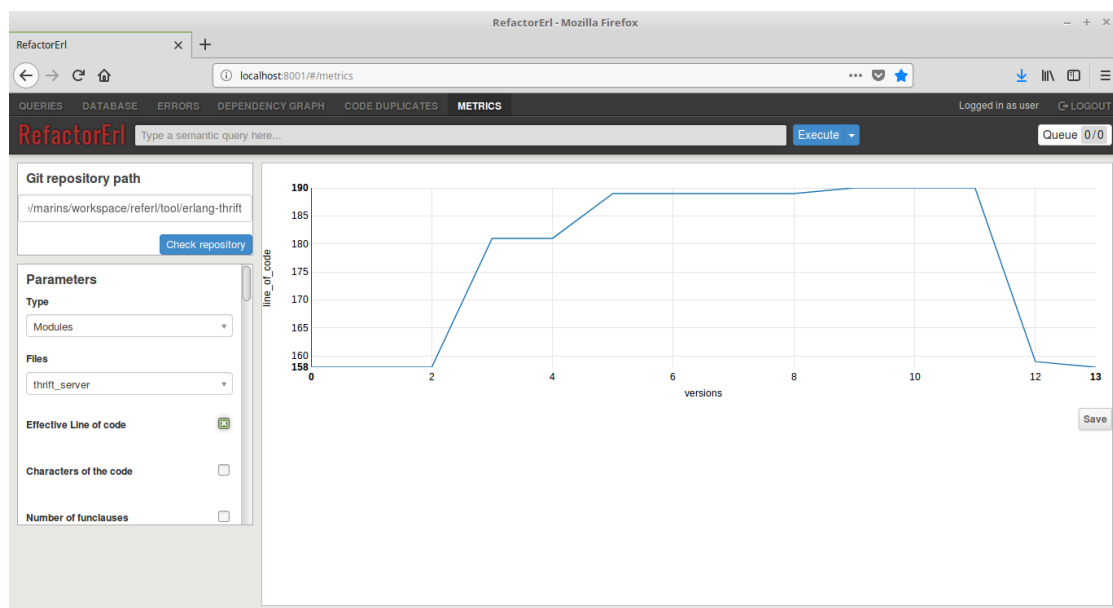 RefactorErl - Mozilla Firefox
RefactorErl
localhost:8001/#/metrics
QUERIES DATABASE ERRORS DEPENDENCY GRAPH CODE DUPLICATES METRICS Logged in as user LOGOUT
RefactorErl Type a semantic query here... Execute Queue 0/0
Git repository path
/marins/workspace/referl/tool/erlang-thrift
Check repository
Parameters
Type
Modules
Files
thrift_server
Effective Line of code
Characters of the code
Number of funclauses
190
185
180
175
170
165
160
158
line_of_code
0 2 4 6 8 10 12 13
versions
Save